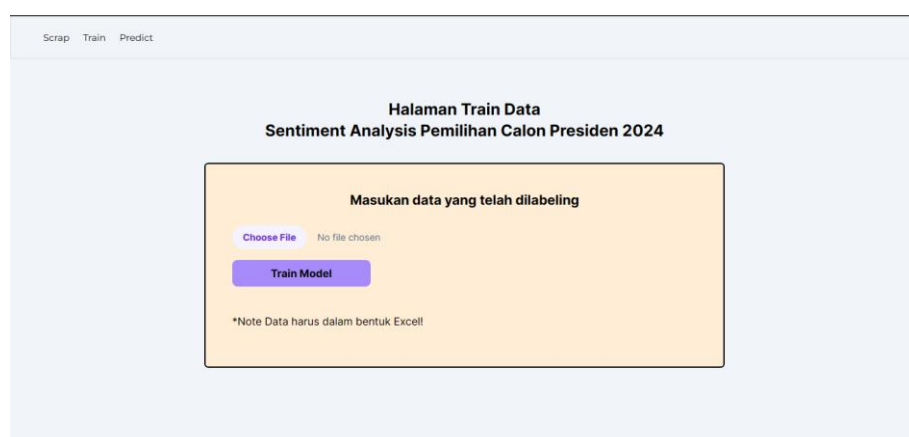 Scrap Train Predict
Halaman Train Data
Sentiment Analysis Pemilihan Calon Presiden 2024
Masukan data yang telah dilabeling
Choose File No file chosen
Train Model
*Note Data harus dalam bentuk Excel!